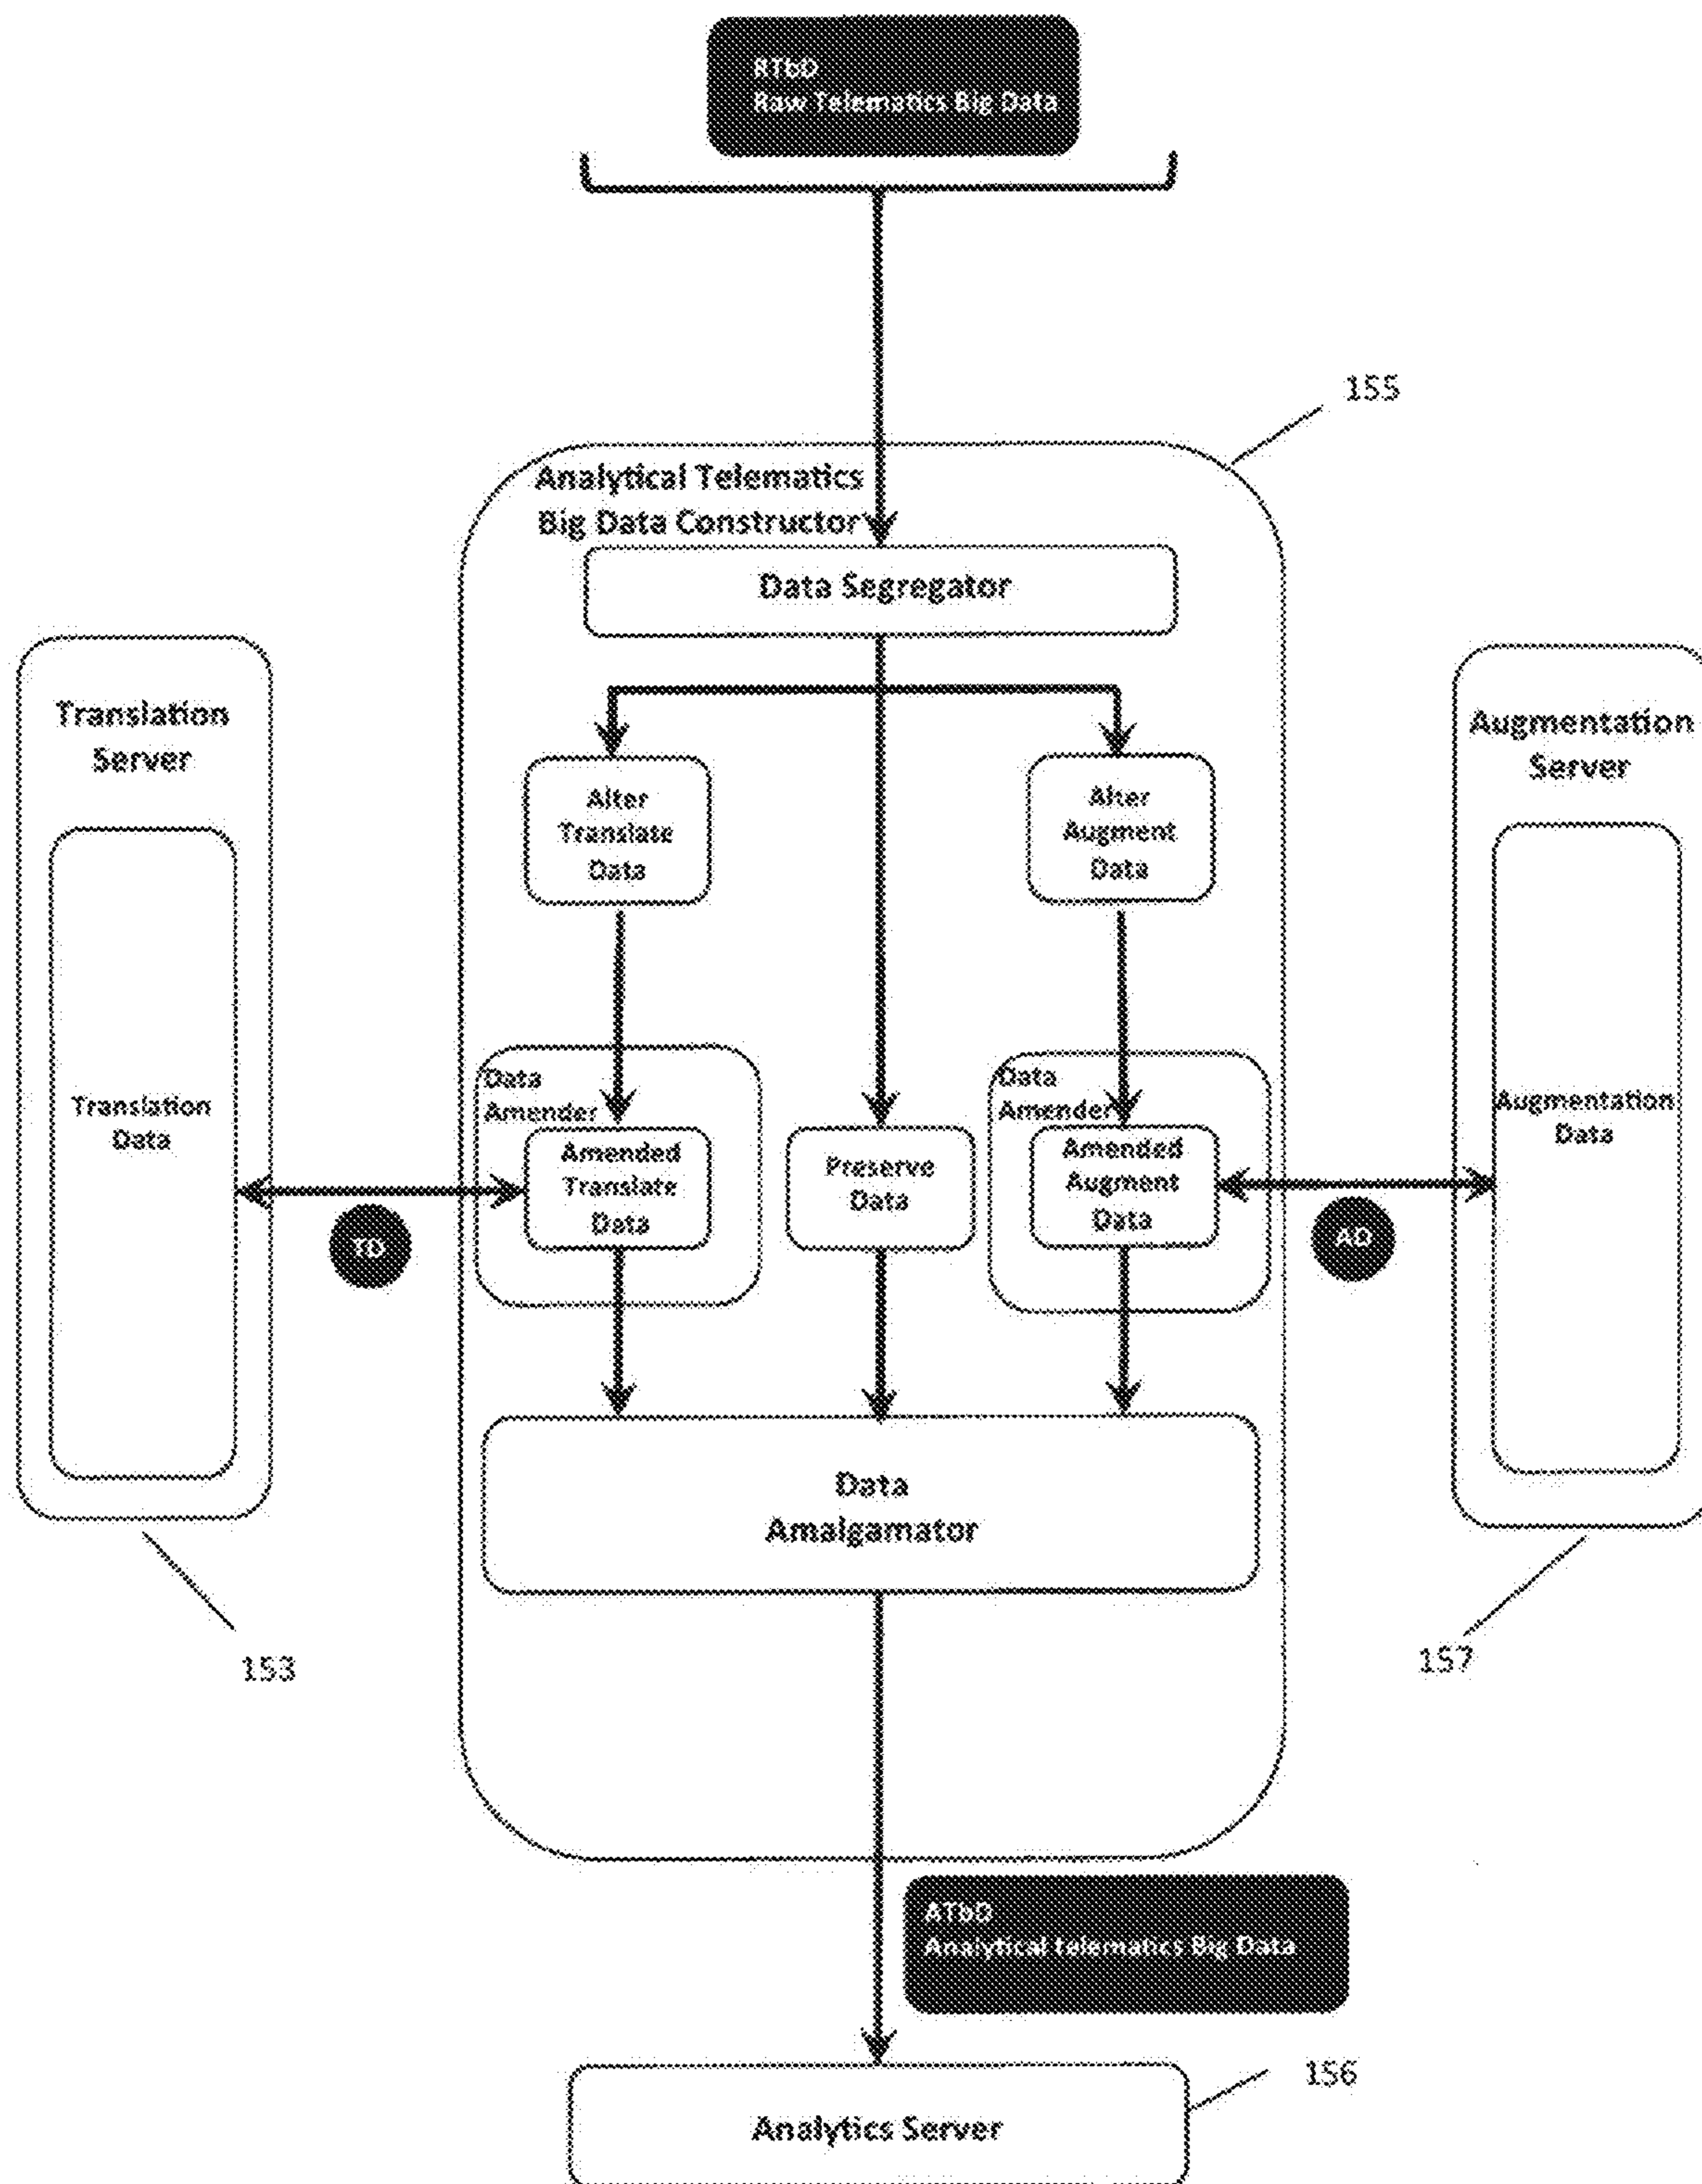 RTbD
Raw Telematics Big Data
155
Analytical Telematics
Big Data Constructor
Data Segregator
Translation
Server
Augmentation
Server
Alter
Translate
Data
Alter
Augment
Data
Data
Amender
Data
Amender
Translation
Data
Augmentation
Data
Amended
Translate
Data
Preserve
Data
Amended
Augment
Data
TD
AD
Data
Amalgamator
153
157
ATbD
Analytical telematics Big Data
156
Analytics Server